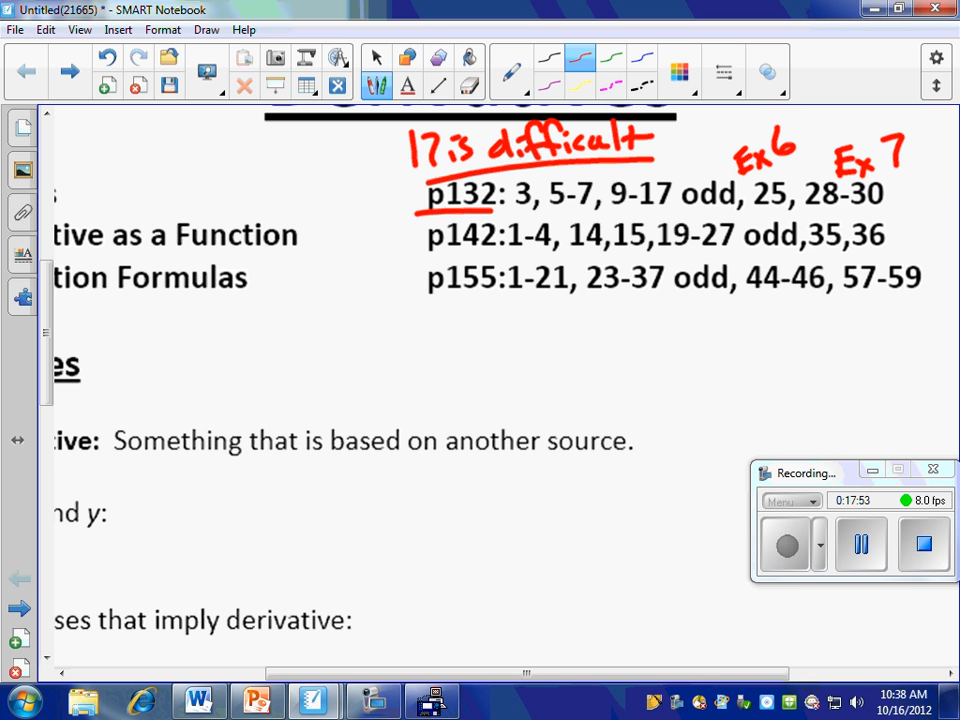 Untitled(21665) * - SMART Notebook
File Edit View Insert Format Tools Draw Help
17 is difficult
Ex 6
Ex 7
s p132: 3, 5-7, 9-17 odd, 25, 28-30
tive as a Function p142:1-4, 14,15,19-27 odd,35,36
tion Formulas p155:1-21, 23-37 odd, 44-46, 57-59
es
tive: Something that is based on another source.
nd y:
ses that imply derivative:
Recording...
Menu 0:17:53 8.0 fps
10:38 AM
10/16/2012